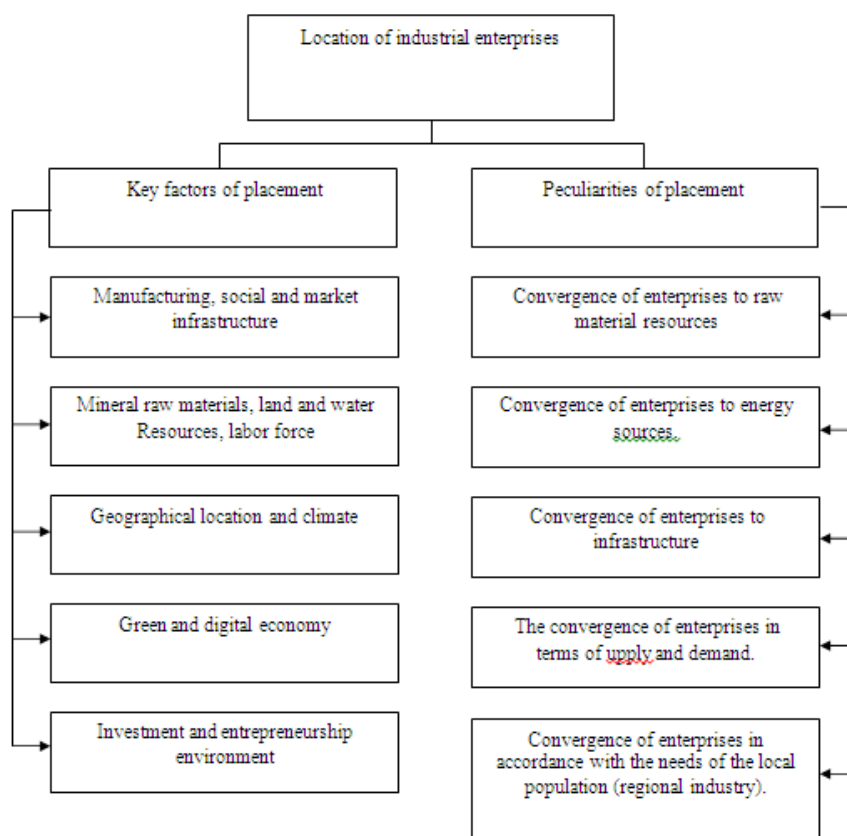 Location of industrial enterprises
Key factors of placement
Peculiarities of placement
Manufacturing, social and market
infrastructure
Convergence of enterprises to raw
material resources
Mineral raw materials, land and water
Resources, labor force
Convergence of enterprises to energy
sources.
Geographical location and climate
Convergence of enterprises to
infrastructure
Green and digital economy
The convergence of enterprises in
terms of upply and demand.
Investment and entrepreneurship
environment
Convergence of enterprises in
accordance with the needs of the local
population (regional industry).